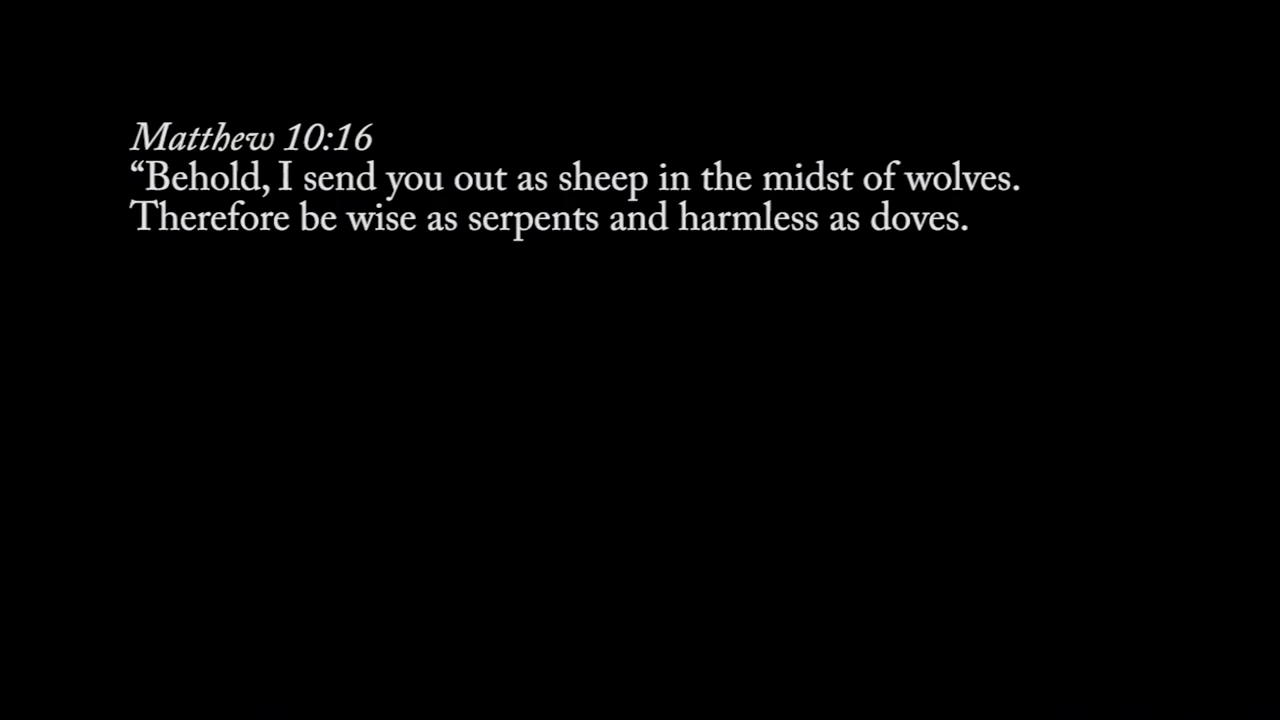 Matthew 10:16
“Behold, I send you out as sheep in the midst of wolves.
Therefore be wise as serpents and harmless as doves.